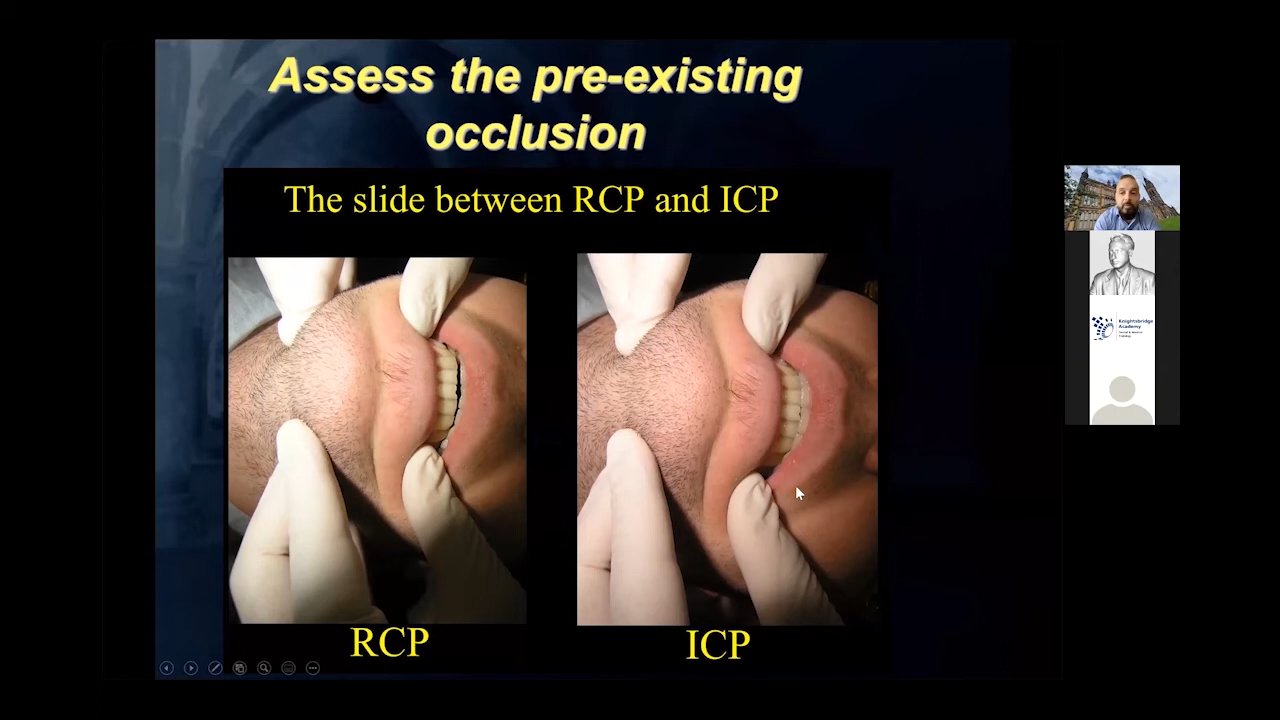 Assess the pre-existing
occlusion
The slide between RCP and ICP
RCP
ICP
Knightsbridge
Academy